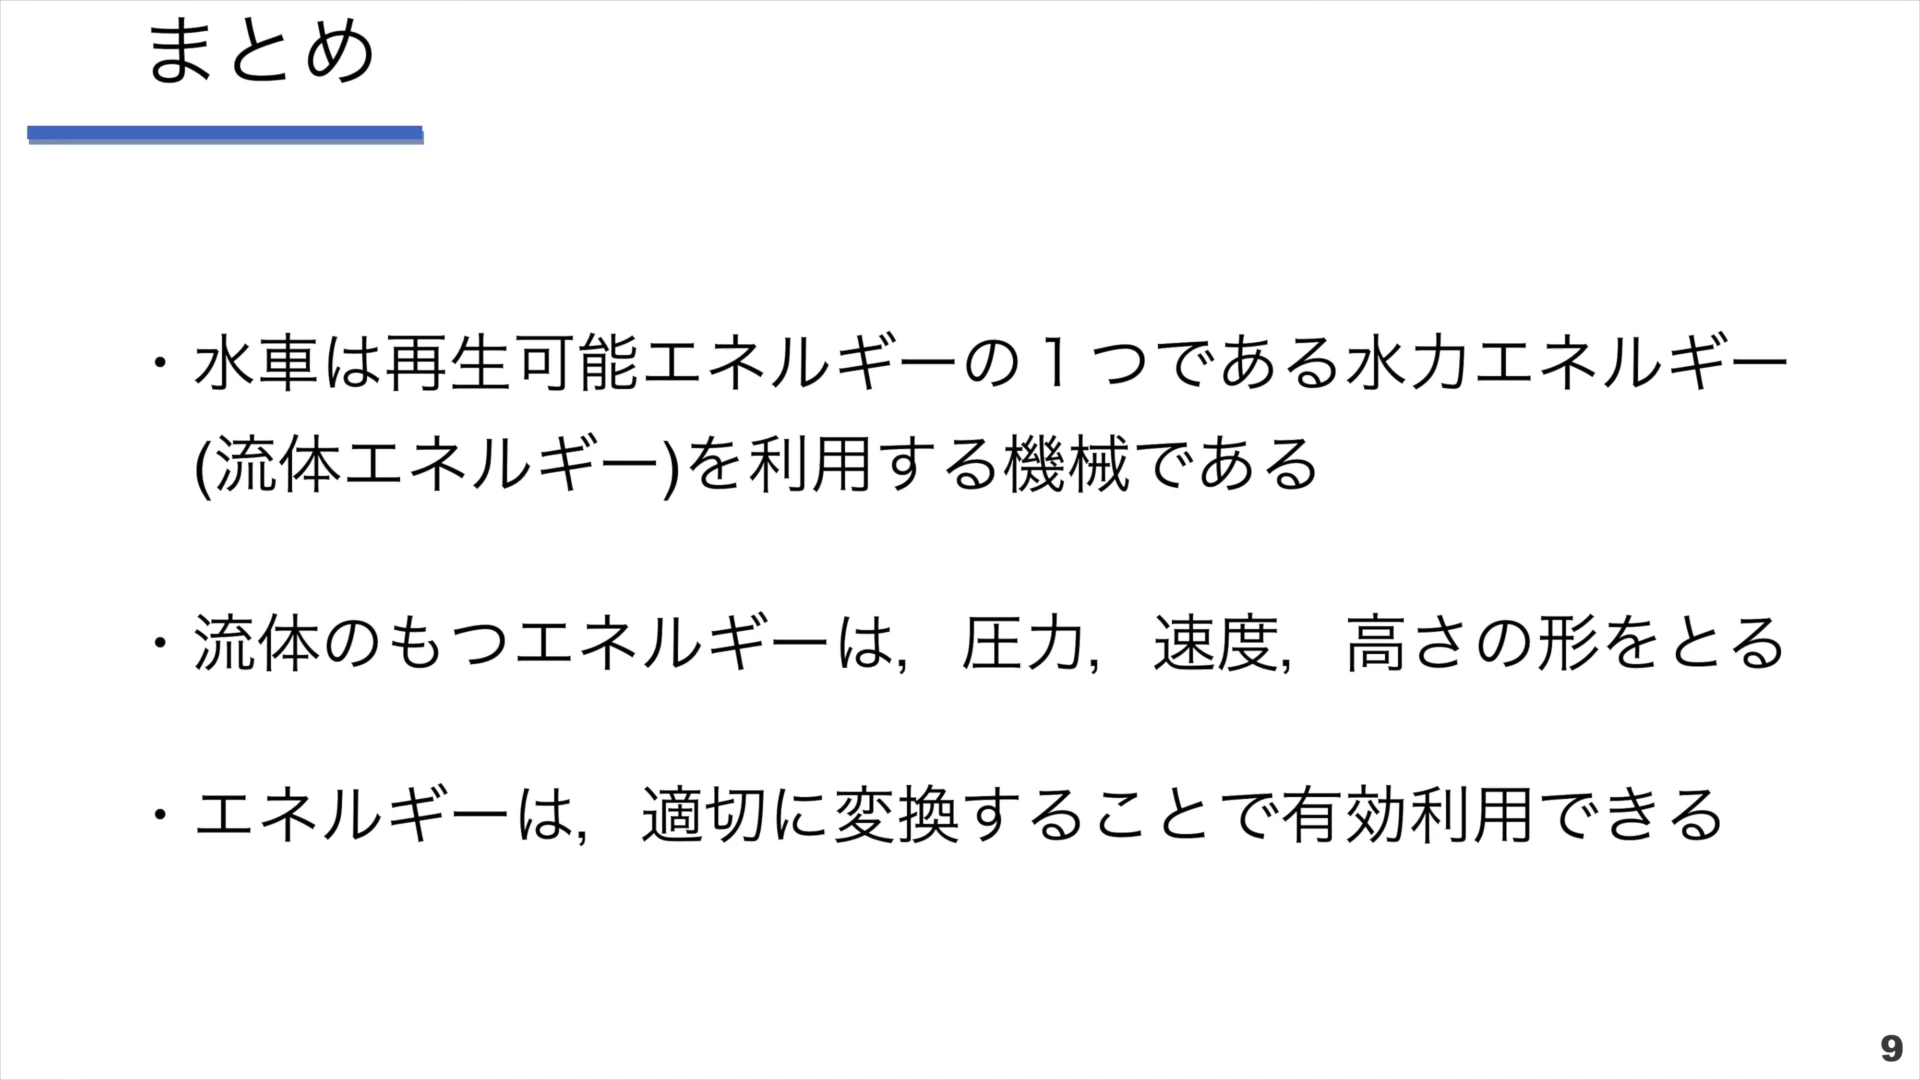 まとめ
・水車は再生可能エネルギーの１つである水力エネルギー
(流体エネルギー)を利用する機械である
・流体のもつエネルギーは，圧力，速度，高さの形をとる
・エネルギーは，適切に変換することで有効利用できる
9